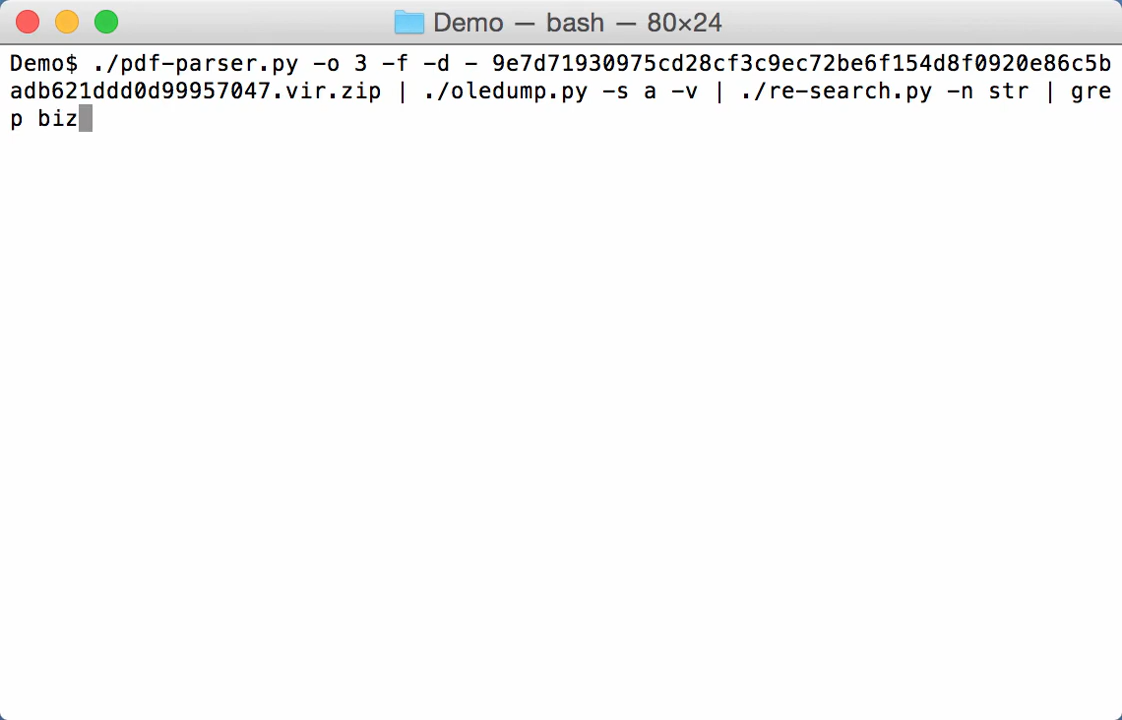 Demo — bash — 80×24
Demo$ ./pdf-parser.py -o 3 -f -d - 9e7d71930975cd28cf3c9ec72be6f154d8f0920e86c5b
adb621ddd0d99957047.vir.zip | ./oledump.py -s a -v | ./re-search.py -n str | gre
p biz